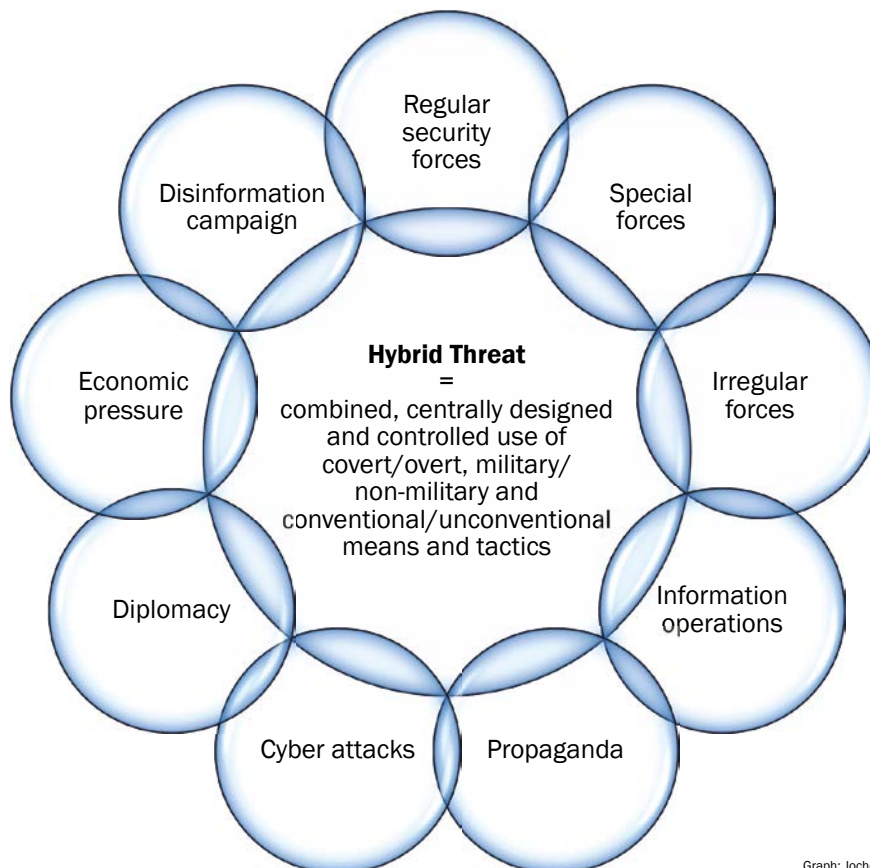 Regular
security
forces
Special
forces
Irregular
forces
Information
operations
Propaganda
Cyber attacks
Diplomacy
Economic
pressure
Disinformation
campaign
Hybrid Threat
=
combined, centrally designed
and controlled use of
covert/overt, military/
non-military and
conventional/unconventional
means and tactics
Graph: